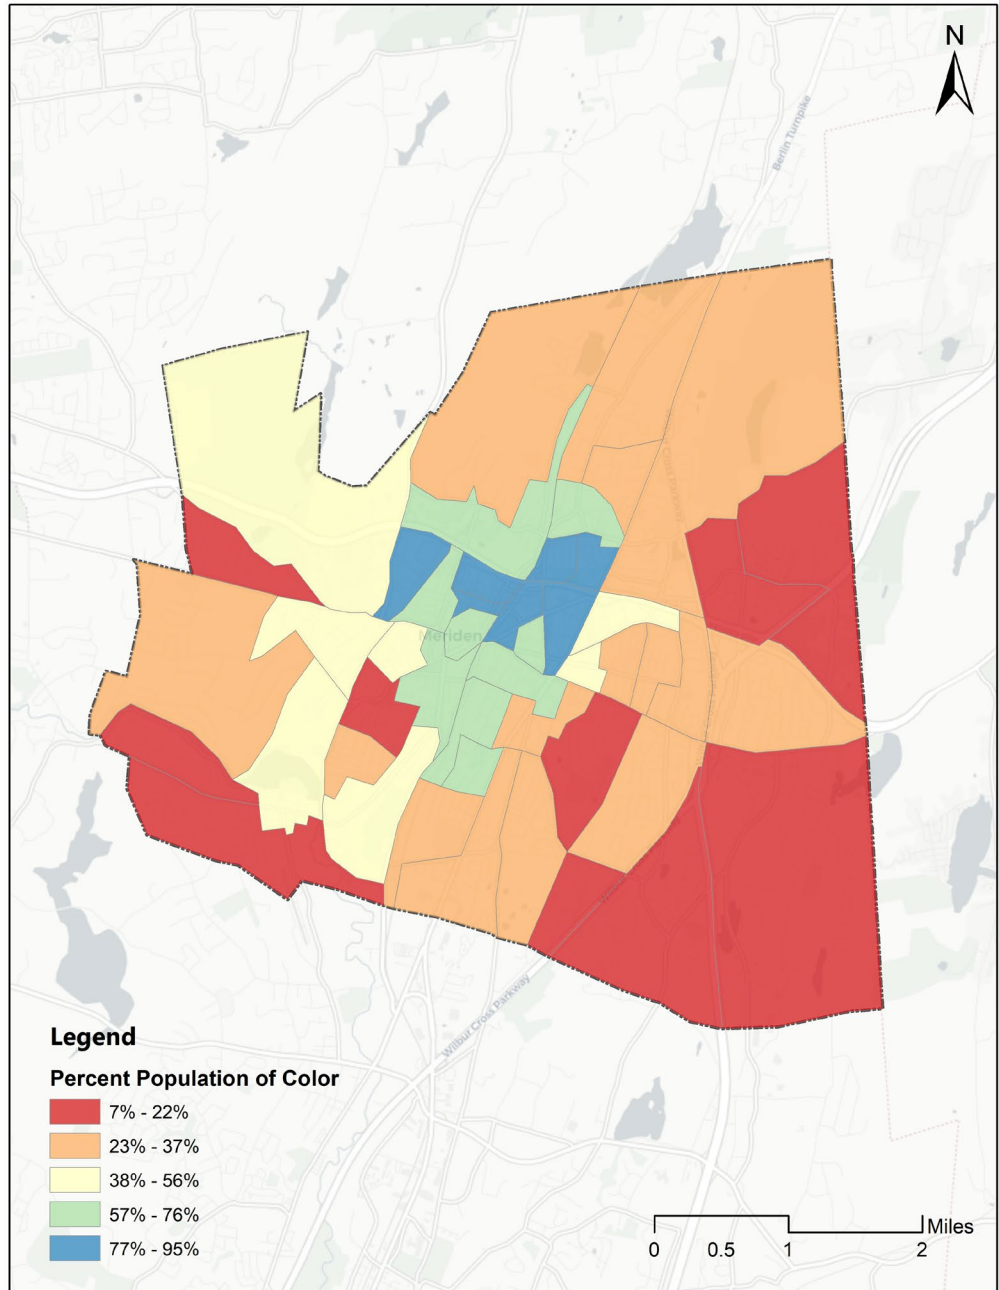 N
Berlin Turnpike
Meriden
Wilbur Cross Parkway
Legend
Percent Population of Color
7% - 22%
23% - 37%
38% - 56%
57% - 76%
77% - 95%
Miles
0 0.5 1 2